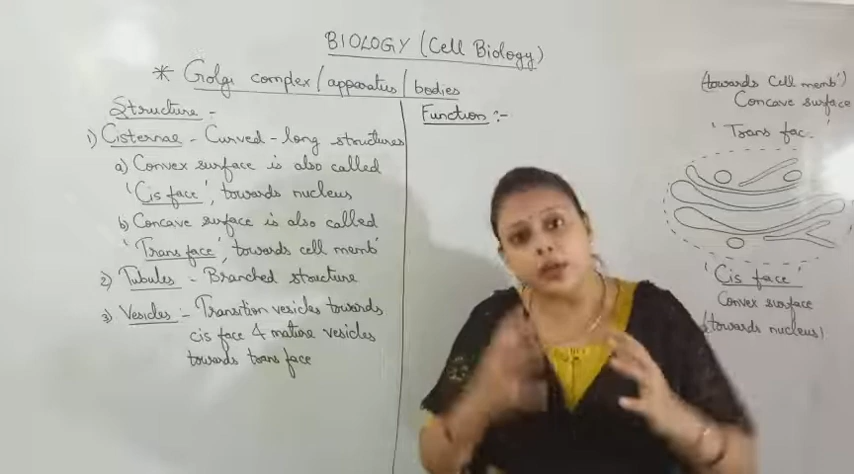 BIOLOGY (Cell Biology)
* Golgi complex / apparatus / bodies
Structure -
1) Cisternae - Curved - long structures
a) Convex surface is also called
'Cis face', towards nucleus
b) Concave surface is also called
'Trans face', towards cell memb'
2) Tubules - Branched structure
3) Vesicles :- Transition vesicles towards
cis face & mature vesicles
towards trans face
Function :-
(towards Cell memb')
Concave surface
'Trans fac
'Cis face'
Convex surface
(towards nucleus)